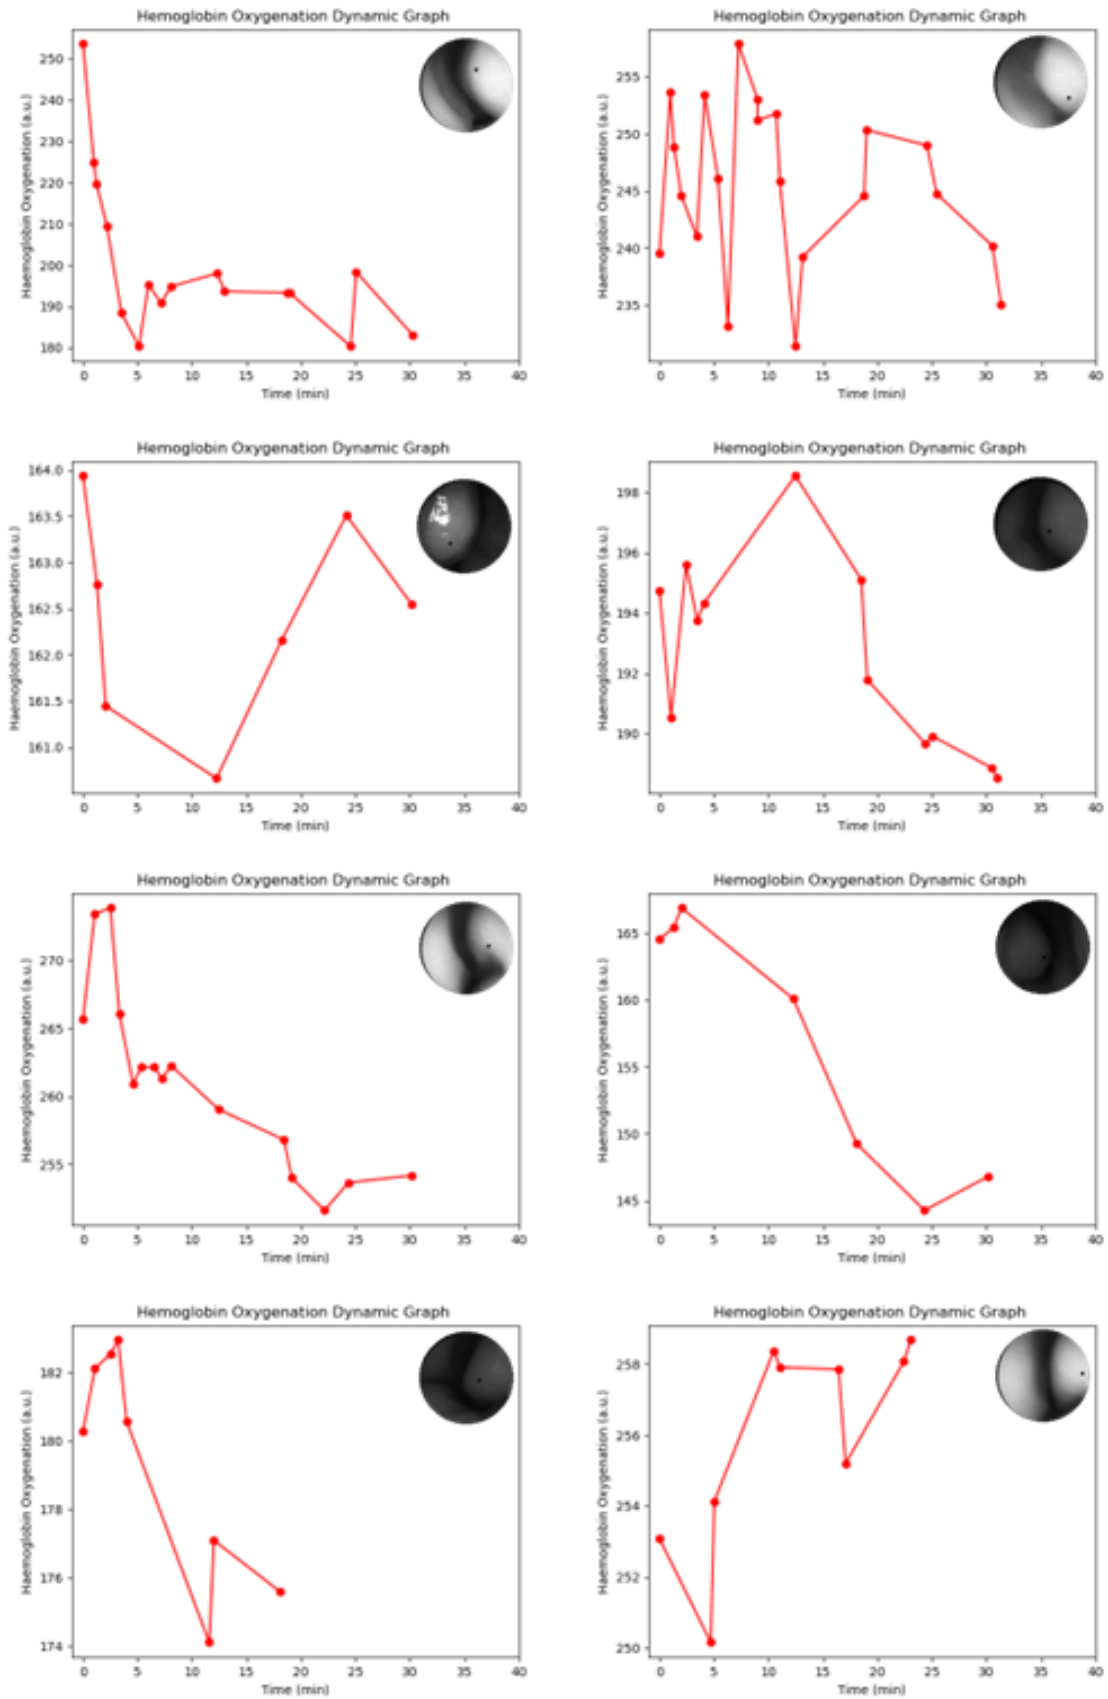 Hemoglobin Oxygenation Dynamic Graph
Haemoglobin Oxygenation (a.u.)
250
240
230
220
210
200
190
180
0 5 10 15 20 25 30 35 40
Time (min)
Hemoglobin Oxygenation Dynamic Graph
Haemoglobin Oxygenation (a.u.)
255
250
245
240
235
0 5 10 15 20 25 30 35 40
Time (min)
Hemoglobin Oxygenation Dynamic Graph
Haemoglobin Oxygenation (a.u.)
164.0
163.5
163.0
162.5
162.0
161.5
161.0
0 5 10 15 20 25 30 35 40
Time (min)
Hemoglobin Oxygenation Dynamic Graph
Haemoglobin Oxygenation (a.u.)
198
196
194
192
190
0 5 10 15 20 25 30 35 40
Time (min)
Hemoglobin Oxygenation Dynamic Graph
Haemoglobin Oxygenation (a.u.)
270
265
260
255
0 5 10 15 20 25 30 35 40
Time (min)
Hemoglobin Oxygenation Dynamic Graph
Haemoglobin Oxygenation (a.u.)
165
160
155
150
145
0 5 10 15 20 25 30 35 40
Time (min)
Hemoglobin Oxygenation Dynamic Graph
Haemoglobin Oxygenation (a.u.)
182
180
178
176
174
0 5 10 15 20 25 30 35 40
Time (min)
Hemoglobin Oxygenation Dynamic Graph
Haemoglobin Oxygenation (a.u.)
258
256
254
252
250
0 5 10 15 20 25 30 35 40
Time (min)